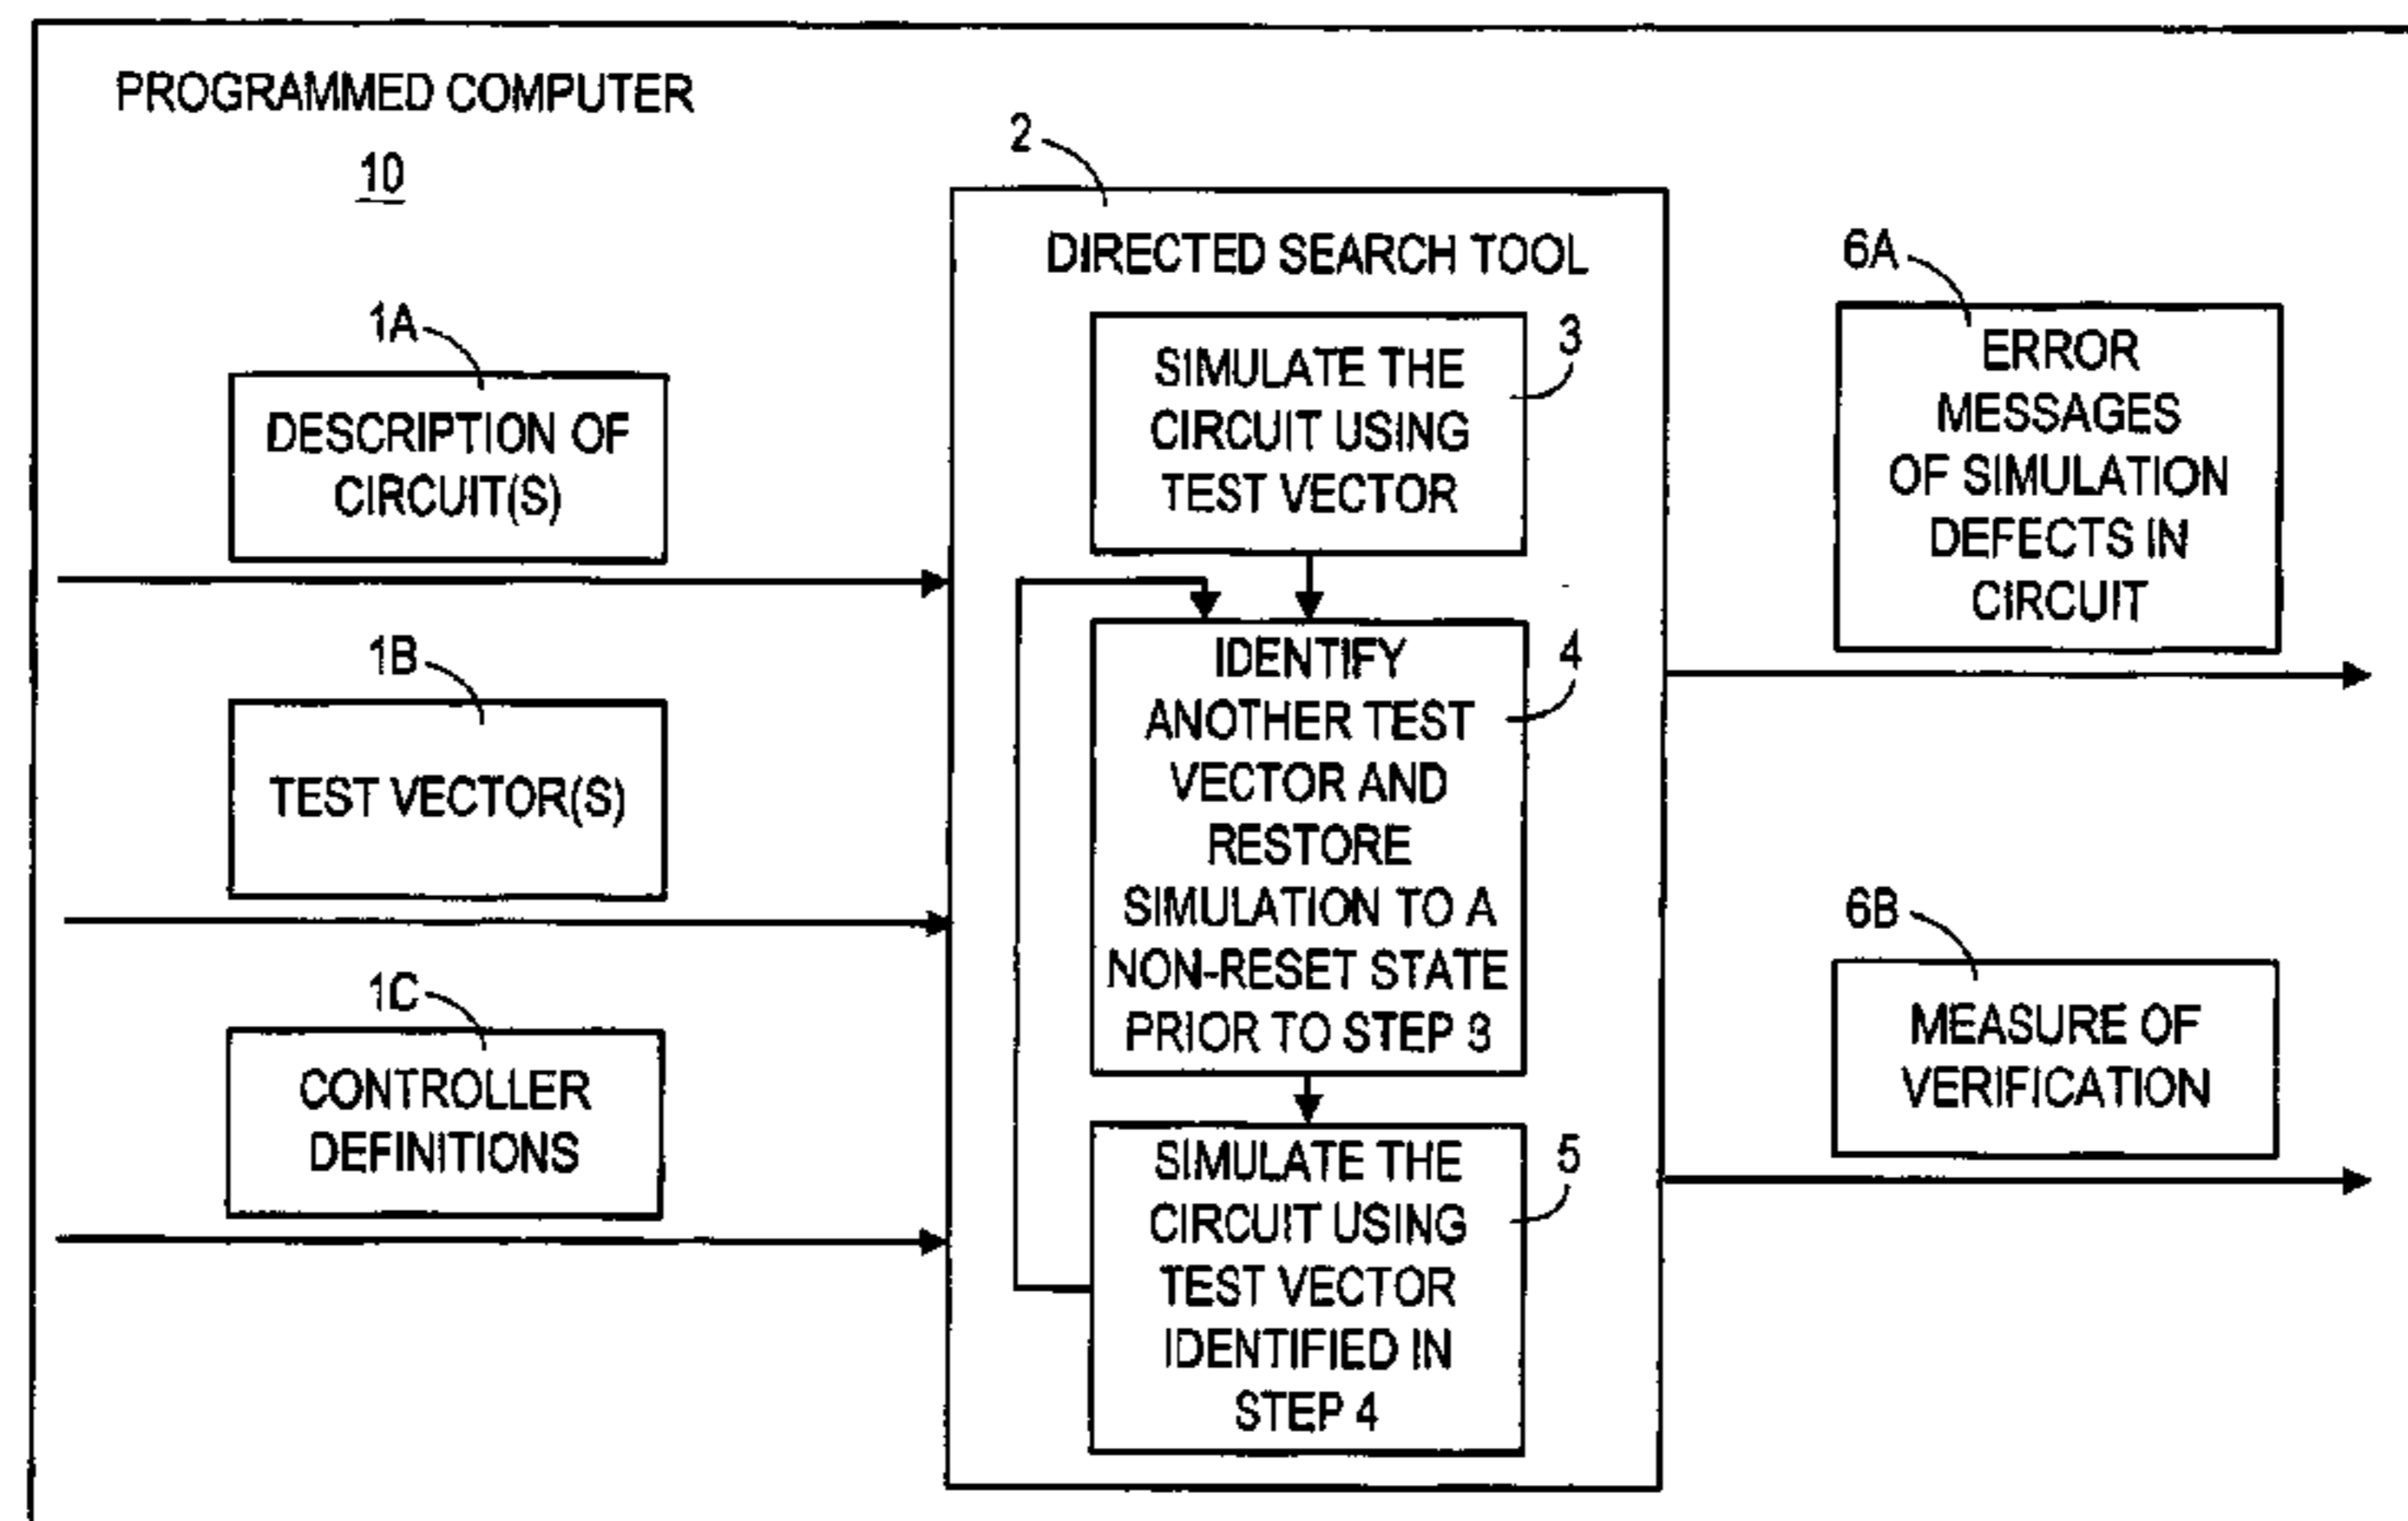 PROGRAMMED COMPUTER
10
1A
DESCRIPTION OF
CIRCUIT(S)
1B
TEST VECTOR(S)
1C
CONTROLLER
DEFINITIONS
2
DIRECTED SEARCH TOOL
3
SIMULATE THE
CIRCUIT USING
TEST VECTOR
4
IDENTIFY
ANOTHER TEST
VECTOR AND
RESTORE
SIMULATION TO A
NON-RESET STATE
PRIOR TO STEP 3
5
SIMULATE THE
CIRCUIT USING
TEST VECTOR
IDENTIFIED IN
STEP 4
6A
ERROR
MESSAGES
OF SIMULATION
DEFECTS IN
CIRCUIT
6B
MEASURE OF
VERIFICATION